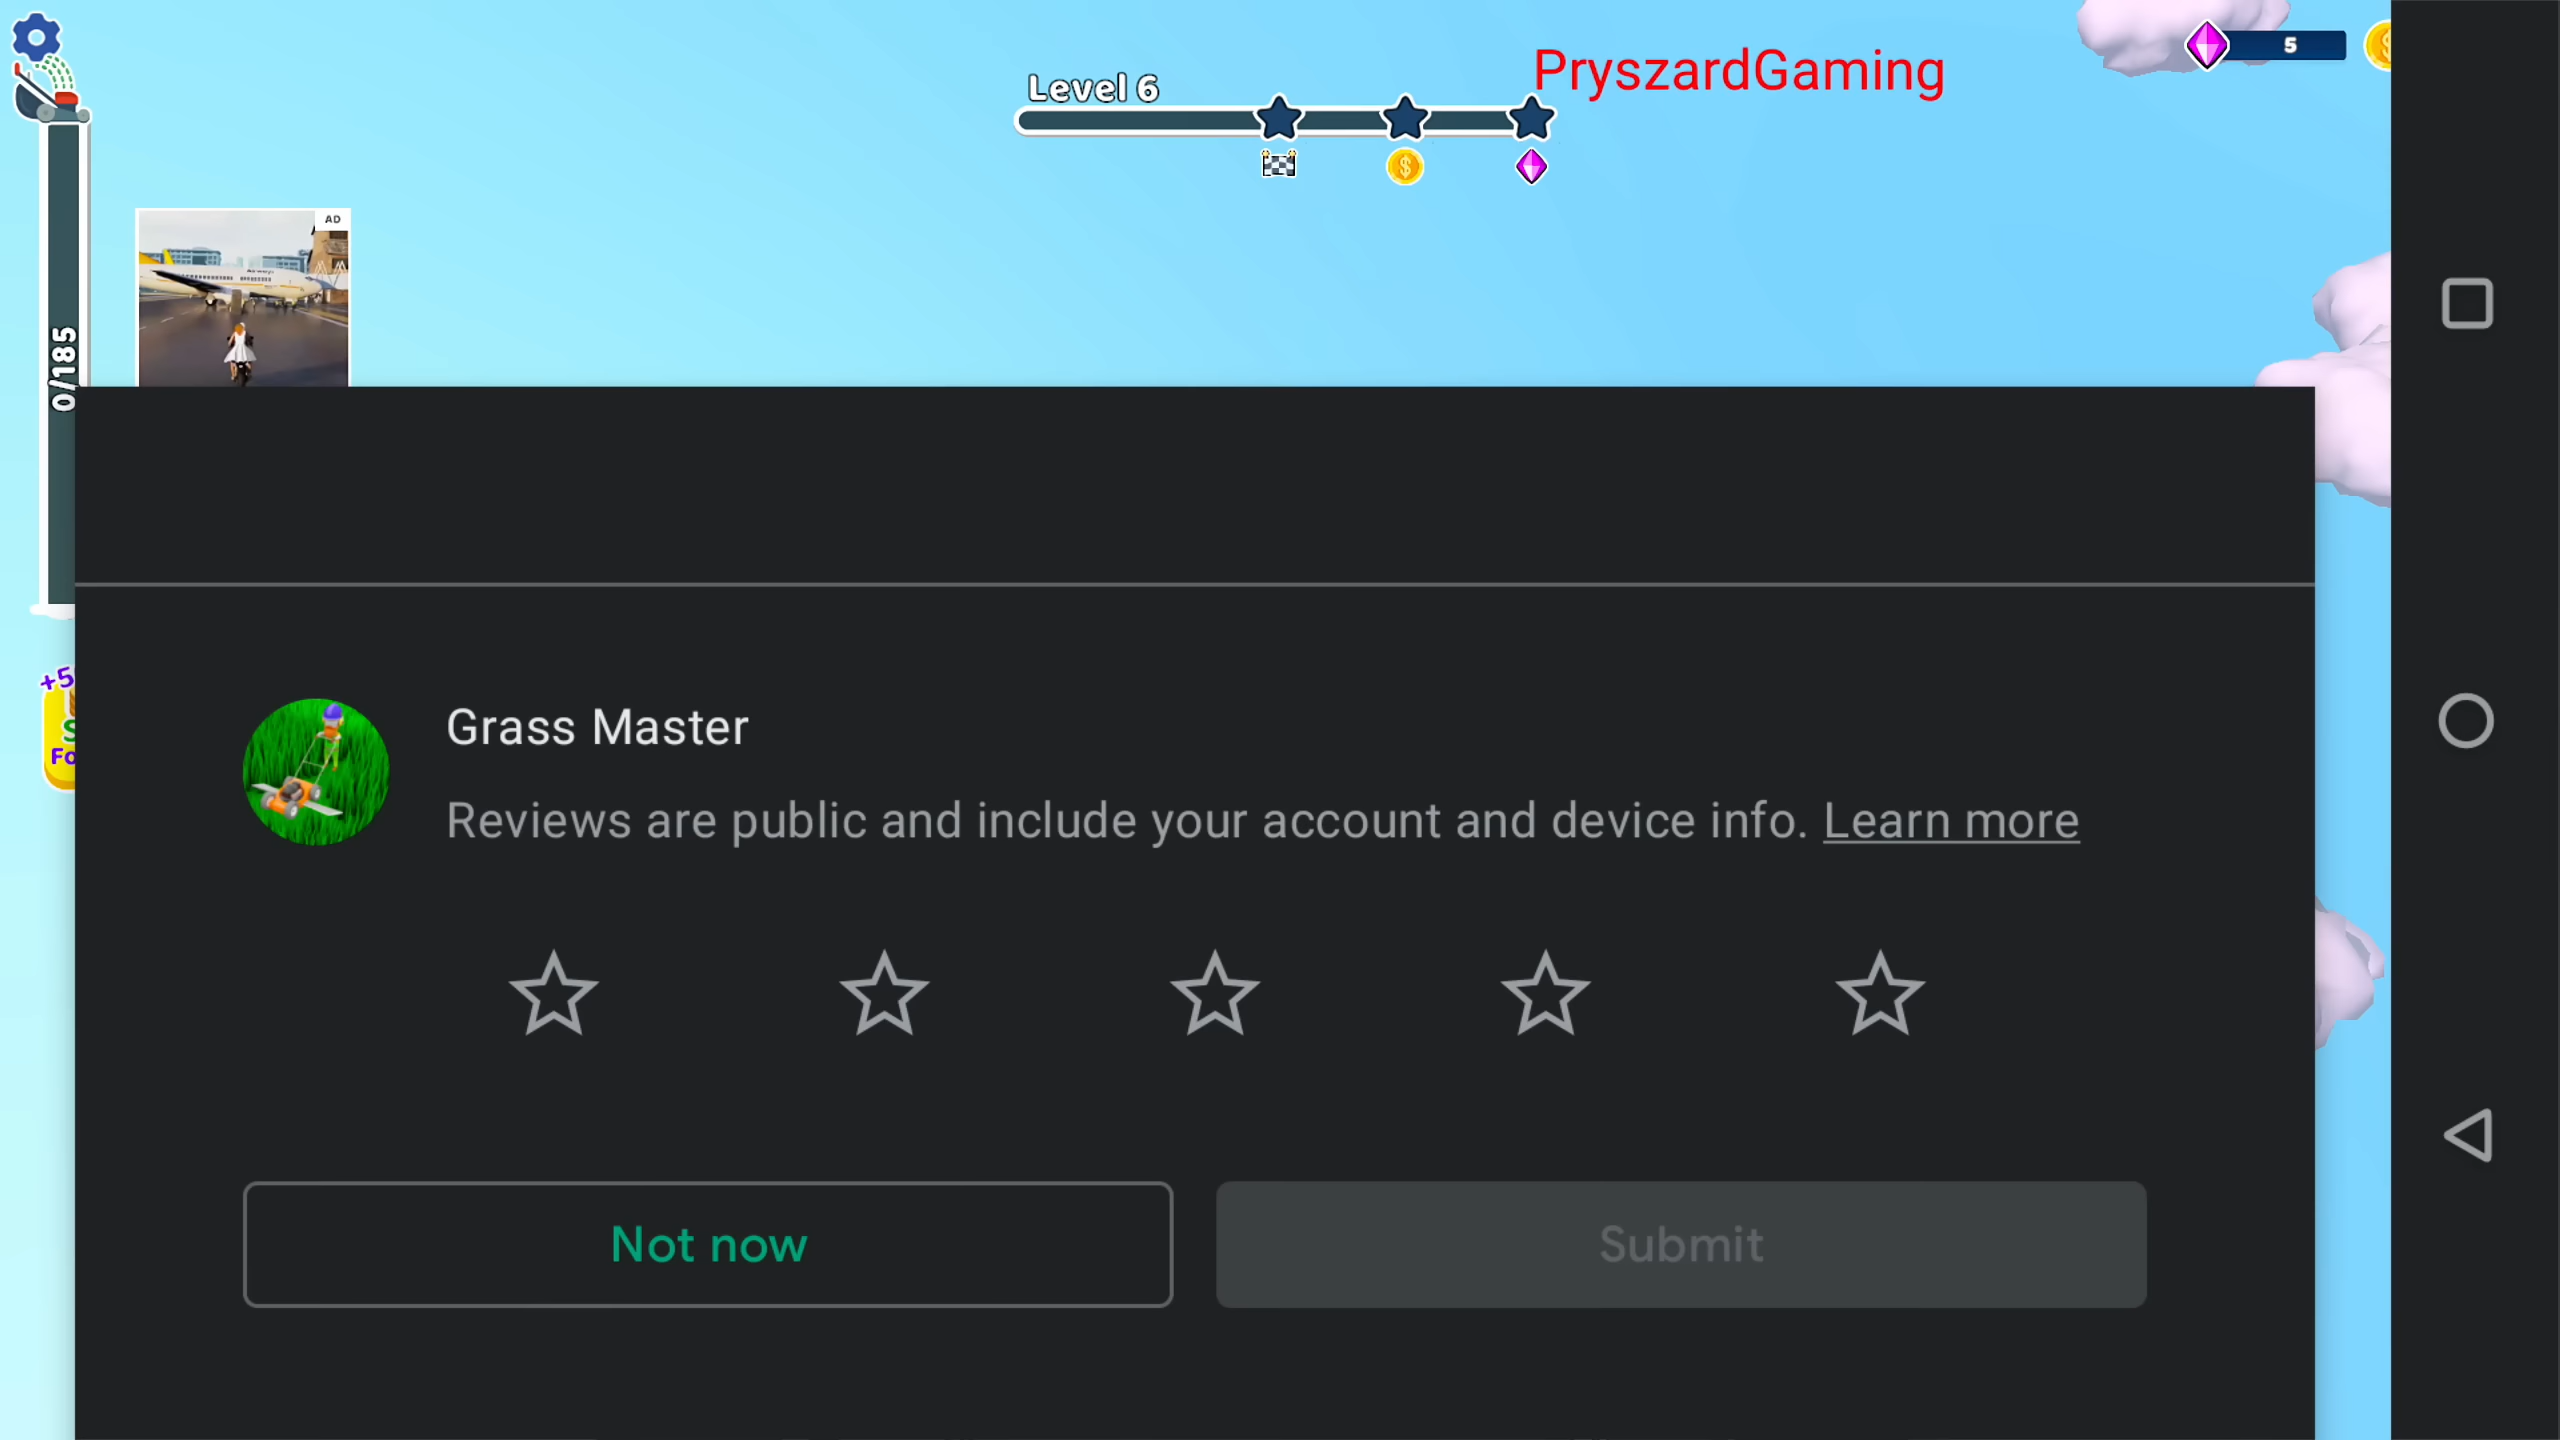 Level 6
PryszardGaming
5
AD
0/185
+5
Grass Master
Reviews are public and include your account and device info. Learn more
Not now
Submit